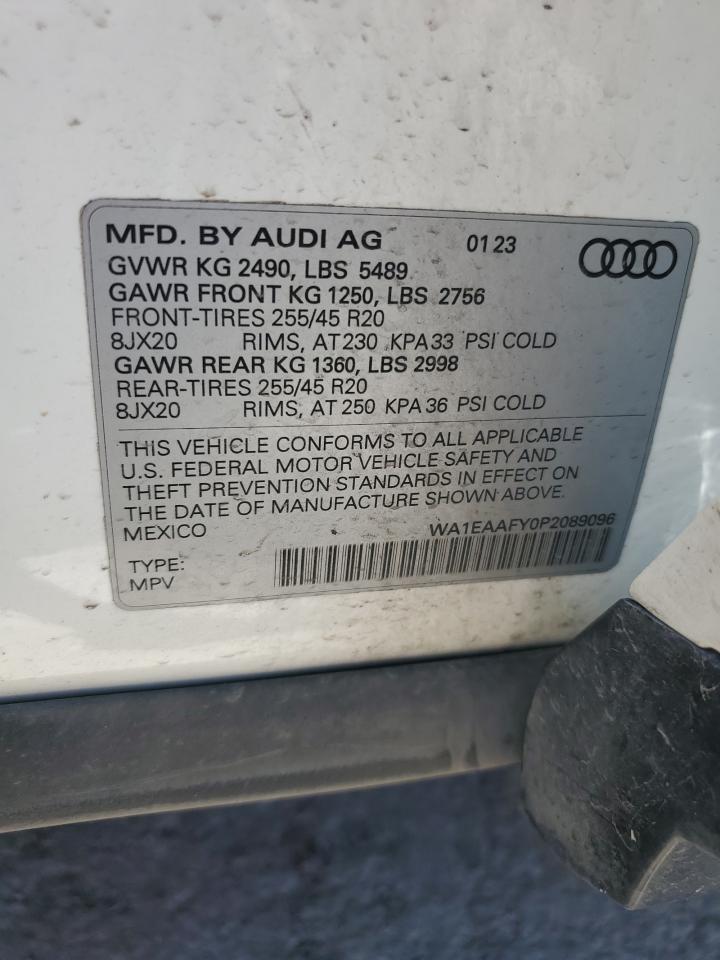 MFD. BY AUDI AG 01 23
GVWR KG 2490, LBS 5489
GAWR FRONT KG 1250, LBS 2756
FRONT-TIRES 255/45 R20
8JX20 RIMS, AT 230 KPA 33 PSI COLD
GAWR REAR KG 1360, LBS 2998
REAR-TIRES 255/45 R20
8JX20 RIMS, AT 250 KPA 36 PSI COLD
THIS VEHICLE CONFORMS TO ALL APPLICABLE
U.S. FEDERAL MOTOR VEHICLE SAFETY AND
THEFT PREVENTION STANDARDS IN EFFECT ON
THE DATE OF MANUFACTURE SHOWN ABOVE.
MEXICO WA1EAAFY0P2089096
TYPE:
MPV